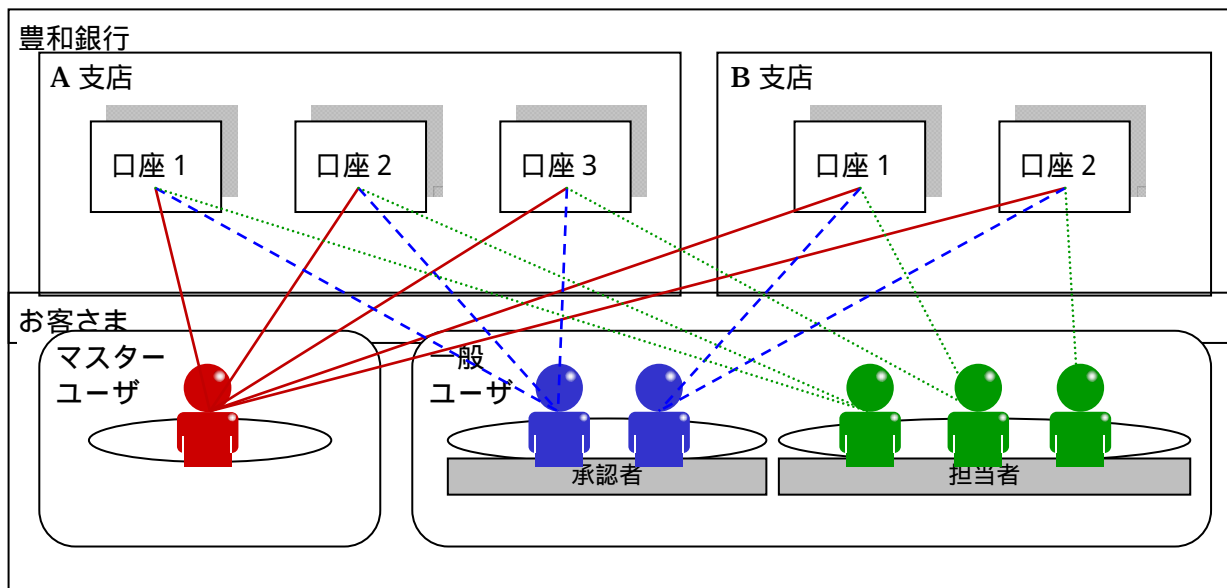 豊和銀行
A 支店
B 支店
口座 1
口座 2
口座 3
口座 1
口座 2
お客さま
マスター
ユーザ
一般
ユーザ
承認者
担当者